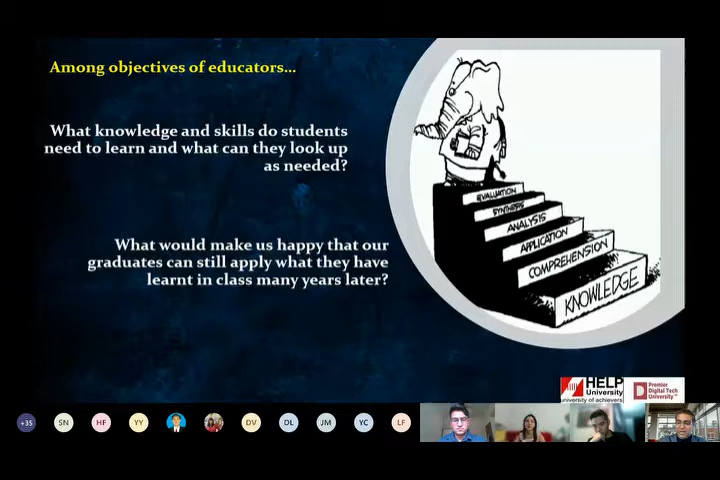 Among objectives of educators...
What knowledge and skills do students
need to learn and what can they look up
as needed?
What would make us happy that our
graduates can still apply what they have
learnt in class many years later?
EVALUATION
SYNTHESIS
ANALYSIS
APPLICATION
COMPREHENSION
KNOWLEDGE
HELP
University
university of achievers
Premier
Digital Tech
University
+35
SN
HF
YY
DV
DL
JM
YC
LF